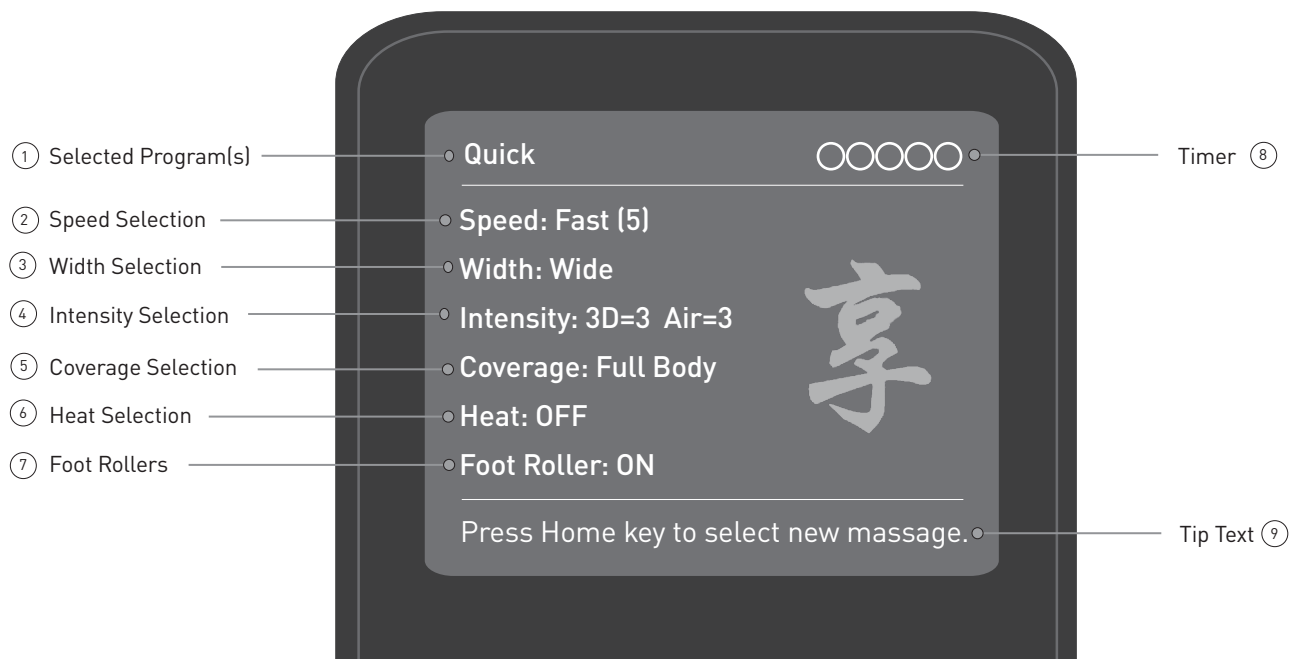 ① Selected Program(s)
Quick
Timer ⑧
② Speed Selection
Speed: Fast (5)
③ Width Selection
Width: Wide
④ Intensity Selection
Intensity: 3D=3 Air=3
⑤ Coverage Selection
Coverage: Full Body
⑥ Heat Selection
Heat: OFF
⑦ Foot Rollers
Foot Roller: ON
享
Press Home key to select new massage.
Tip Text ⑨